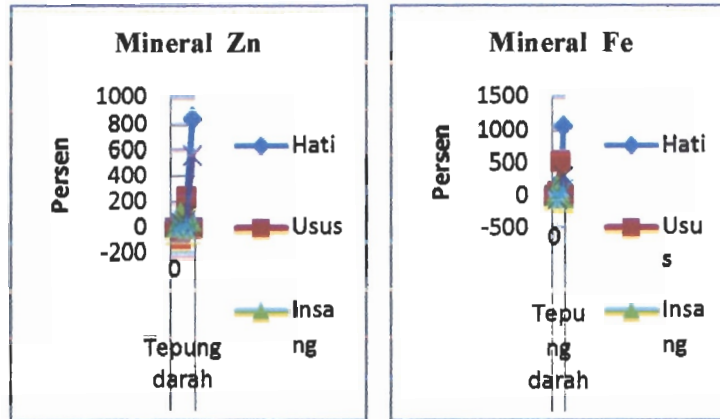 Mineral Zn
1000
800
600
400
200
0
-200
Persen
0
Tepung
darah
Hati
Usus
Insa
ng
Mineral Fe
1500
1000
500
0
-500
Persen
0
Tepu
ng
darah
Hati
Usu
s
Insa
ng